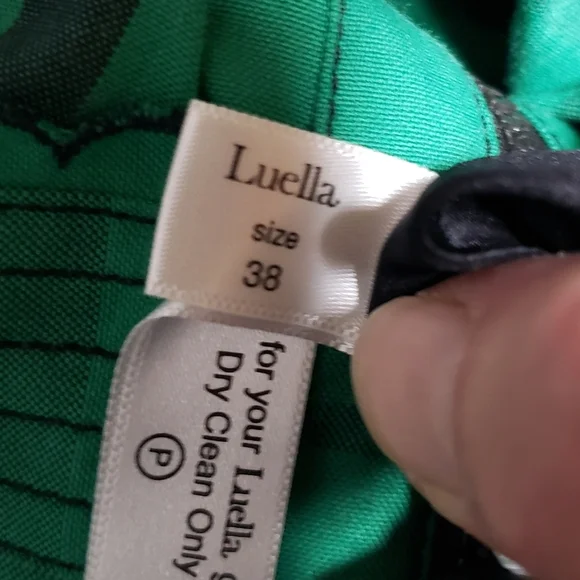 Luella
size
38
for your Luella
Dry Clean Only
P